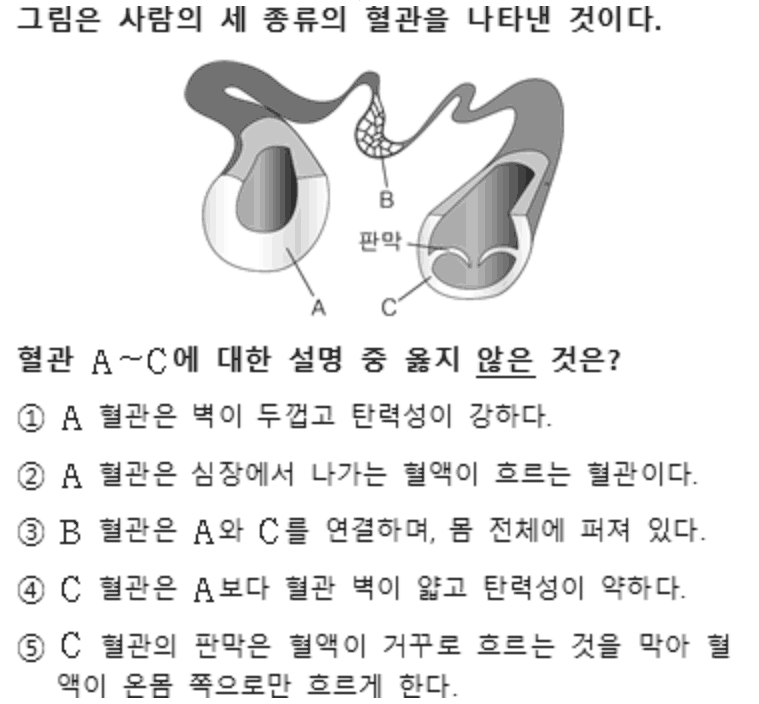 그림은 사람의 세 종류의 혈관을 나타낸 것이다.
B
판막
A
C
혈관 A~C에 대한 설명 중 옳지 않은 것은?
① A 혈관은 벽이 두껍고 탄력성이 강하다.
② A 혈관은 심장에서 나가는 혈액이 흐르는 혈관이다.
③ B 혈관은 A와 C를 연결하며, 몸 전체에 퍼져 있다.
④ C 혈관은 A보다 혈관 벽이 얇고 탄력성이 약하다.
⑤ C 혈관의 판막은 혈액이 거꾸로 흐르는 것을 막아 혈
액이 온몸 쪽으로만 흐르게 한다.